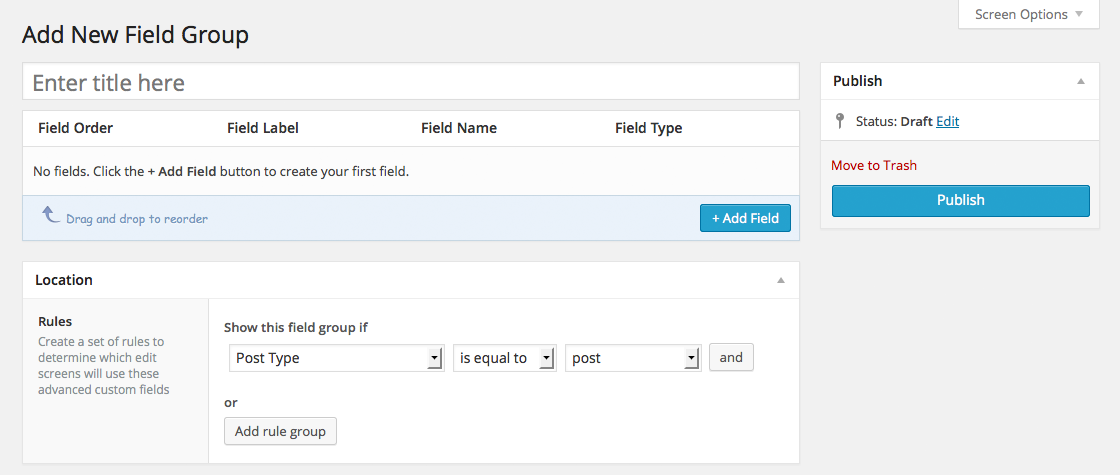 Screen Options
Add New Field Group
Enter title here
Field Order Field Label Field Name Field Type
No fields. Click the + Add Field button to create your first field.
Drag and drop to reorder
+ Add Field
Publish
Status: Draft Edit
Move to Trash
Publish
Location
Rules
Create a set of rules to
determine which edit
screens will use these
advanced custom fields
Show this field group if
Post Type is equal to post and
or
Add rule group